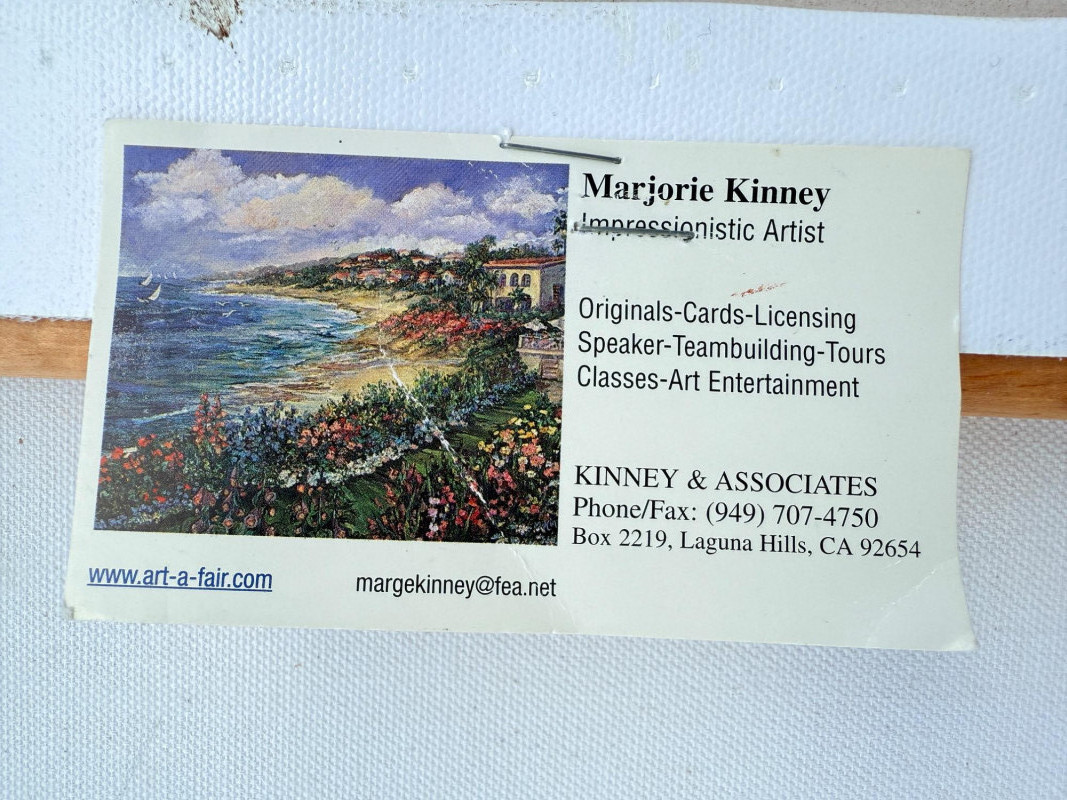 Marjorie Kinney
Impressionistic Artist
Originals-Cards-Licensing
Speaker-Teambuilding-Tours
Classes-Art Entertainment
KINNEY & ASSOCIATES
Phone/Fax: (949) 707-4750
Box 2219, Laguna Hills, CA 92654
www.art-a-fair.com
margekinney@fea.net